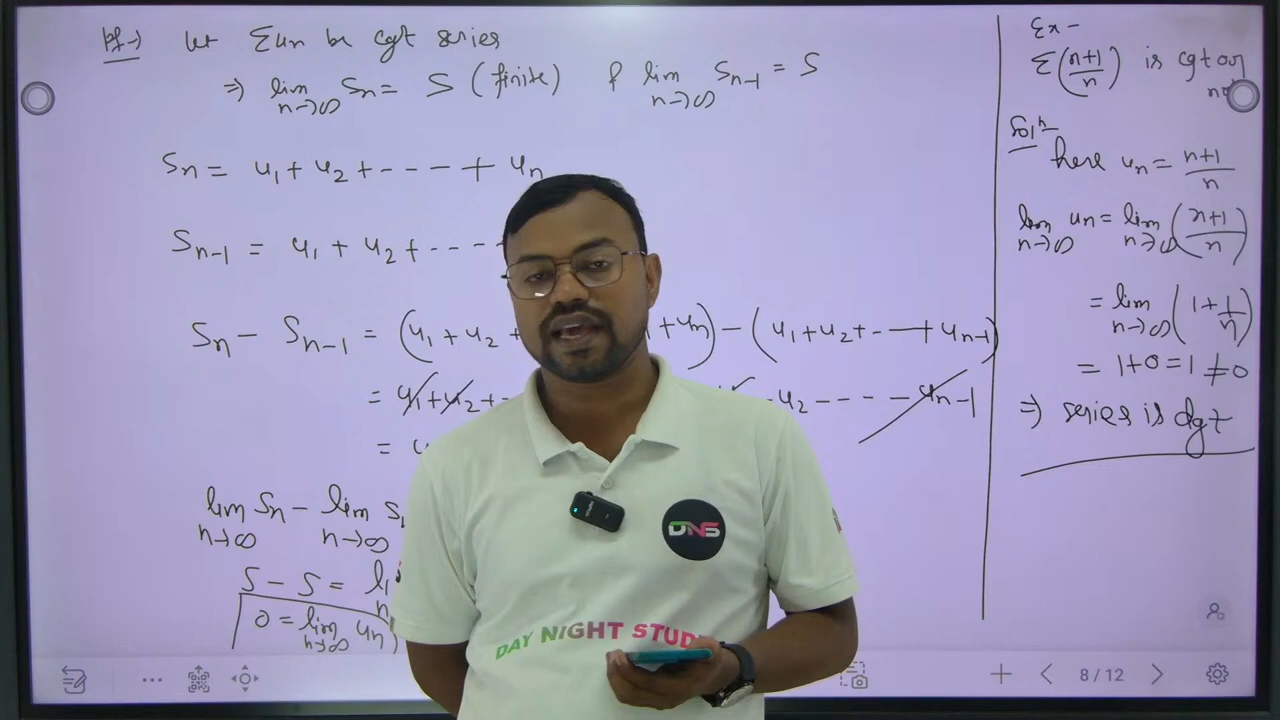 Pf→) let Σun be cgt series
⇒ lim n→∞ Sn = S (finite) & lim n→∞ Sn-1 = S
Sn = u1 + u2 + ---- + un
Sn-1 = u1 + u2 + ----
Sn - Sn-1 = (u1 + u2 + + un) - (u1 + u2 + -- — + un-1)
= u1 + u2 + - u2 - - - - - un-1
= u
lim n→∞ Sn - lim n→∞ S
S - S = li
0 = lim n→∞ un
Ex-
Σ(n+1/n) is cgt or
Solⁿ-
here un = n+1/n
lim n→∞ un = lim n→∞ (n+1/n)
= lim n→∞ (1 + 1/n)
= 1+0 = 1 ≠ 0
⇒ series is dgt
DNS
DAY NIGHT STUD
8/12